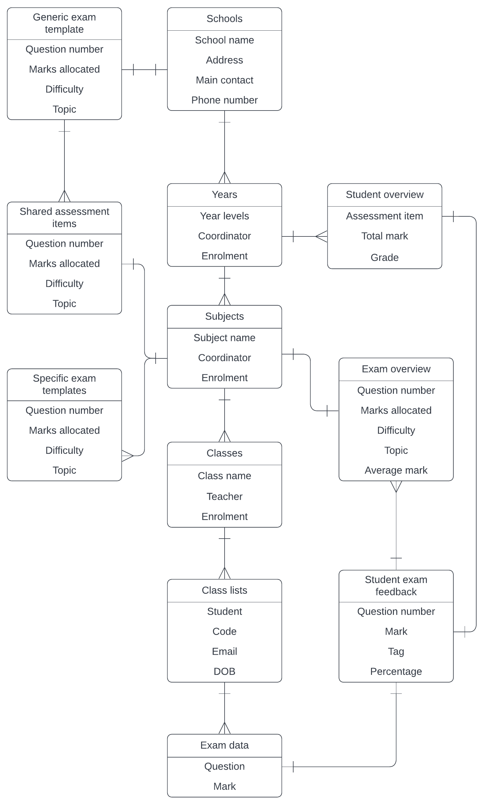 Generic exam
template
Question number
Marks allocated
Difficulty
Topic
Schools
School name
Address
Main contact
Phone number
Shared assessment
items
Question number
Marks allocated
Difficulty
Topic
Years
Year levels
Coordinator
Enrolment
Student overview
Assessment item
Total mark
Grade
Subjects
Subject name
Coordinator
Enrolment
Specific exam
templates
Question number
Marks allocated
Difficulty
Topic
Exam overview
Question number
Marks allocated
Difficulty
Topic
Average mark
Classes
Class name
Teacher
Enrolment
Class lists
Student
Code
Email
DOB
Student exam
feedback
Question number
Mark
Tag
Percentage
Exam data
Question
Mark